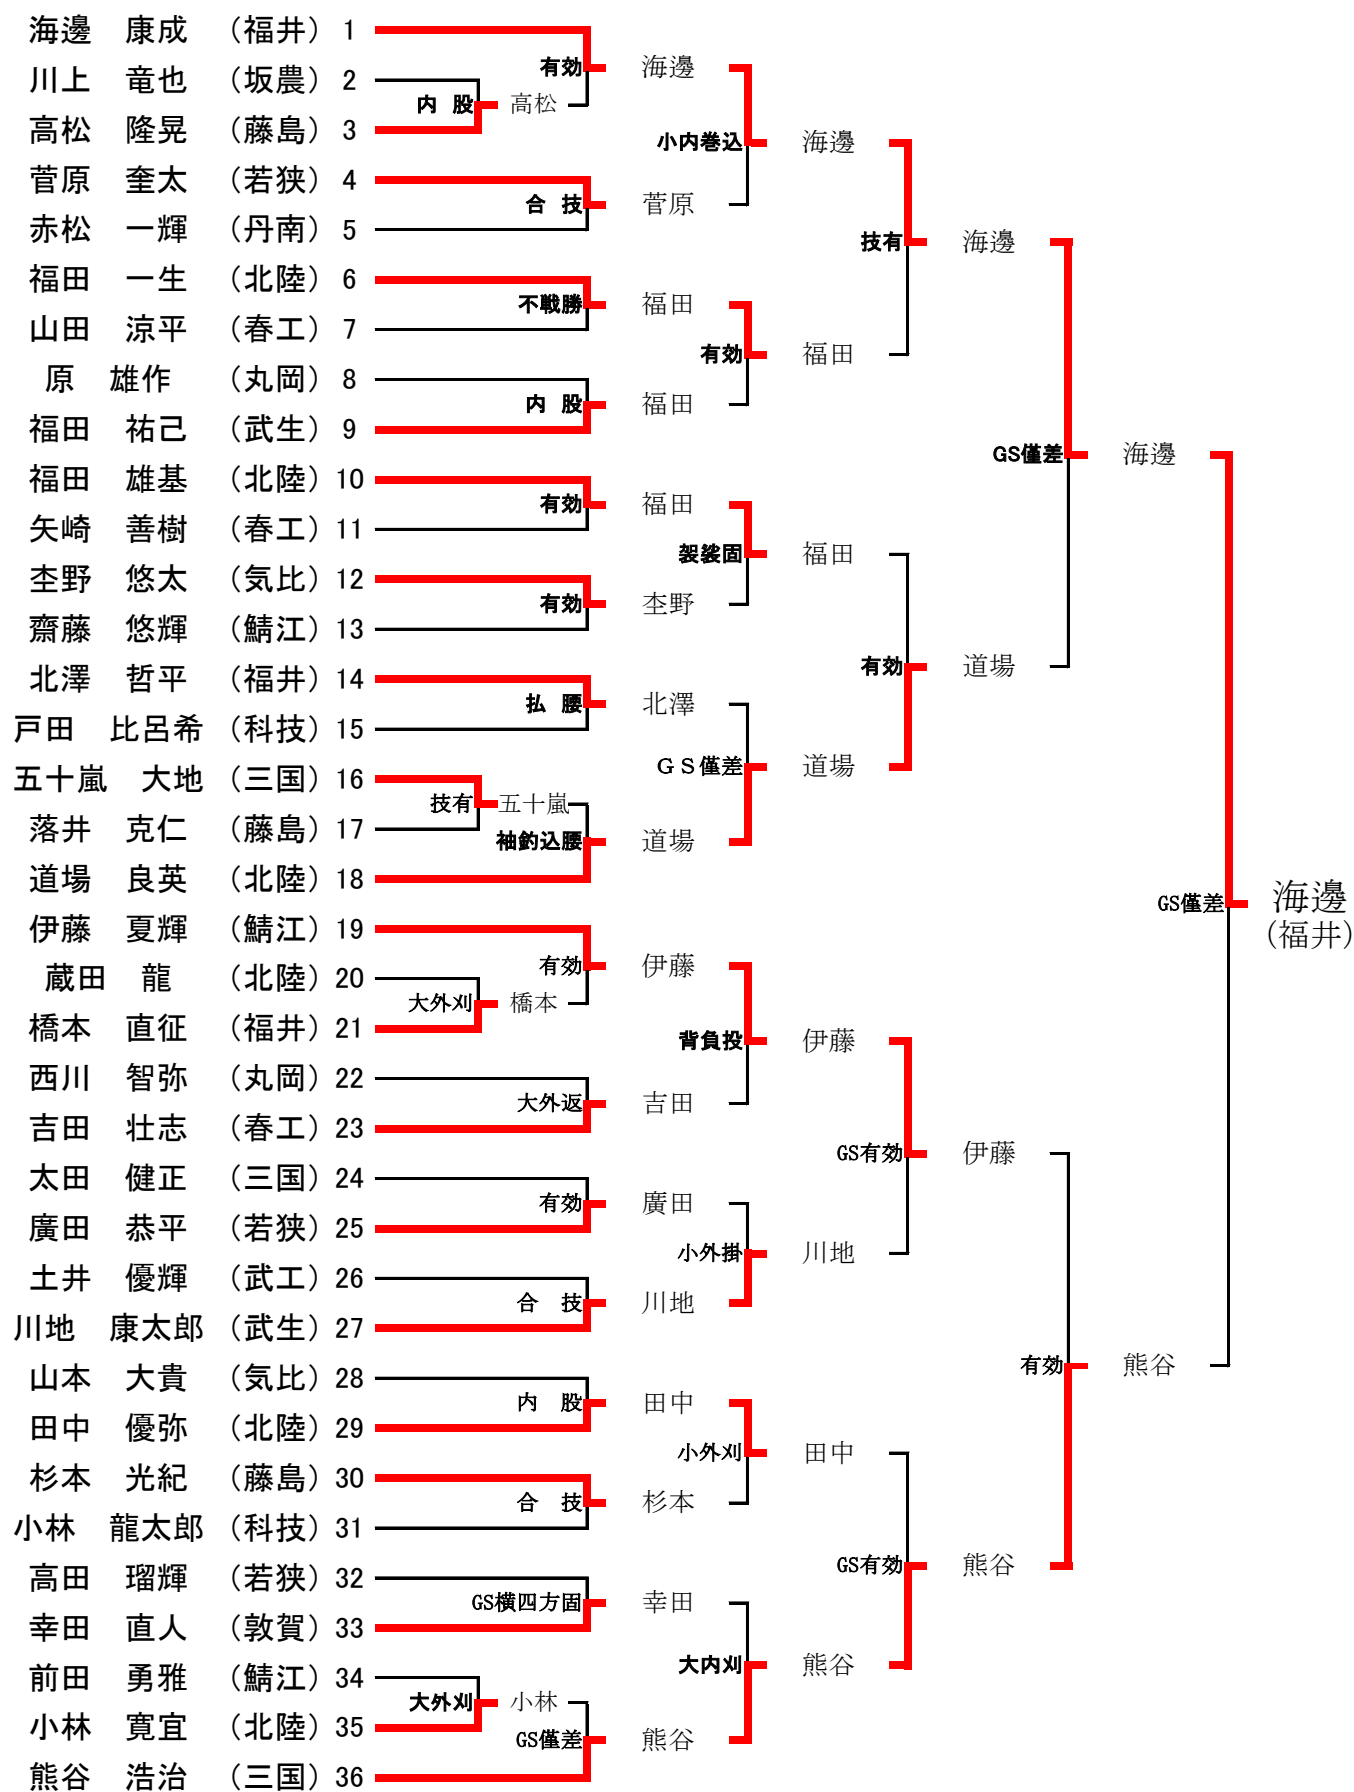 海邊　康成　（福井）1
有効　海邊
川上　竜也　（坂農）2
内 股　高松
高松　隆晃　（藤島）3
小内巻込　海邊
菅原　奎太　（若狭）4
合 技　菅原
赤松　一輝　（丹南）5
技有　海邊
福田　一生　（北陸）6
不戦勝　福田
山田　涼平　（春工）7
有効　福田
原　雄作　（丸岡）8
内 股　福田
福田　祐己　（武生）9
GS僅差　海邊
福田　雄基　（北陸）10
有効　福田
矢崎　善樹　（春工）11
袈裟固　福田
杢野　悠太　（気比）12
有効　杢野
齋藤　悠輝　（鯖江）13
有効　道場
北澤　哲平　（福井）14
払 腰　北澤
戸田　比呂希　（科技）15
ＧＳ僅差　道場
五十嵐　大地　（三国）16
技有　五十嵐
落井　克仁　（藤島）17
袖釣込腰　道場
道場　良英　（北陸）18
GS僅差　海邊
（福井）
伊藤　夏輝　（鯖江）19
有効　伊藤
蔵田　龍　（北陸）20
大外刈　橋本
橋本　直征　（福井）21
背負投　伊藤
西川　智弥　（丸岡）22
大外返　吉田
吉田　壮志　（春工）23
GS有効　伊藤
太田　健正　（三国）24
有効　廣田
廣田　恭平　（若狭）25
小外掛　川地
土井　優輝　（武工）26
合　技　川地
川地　康太郎　（武生）27
有効　熊谷
山本　大貴　（気比）28
内　股　田中
田中　優弥　（北陸）29
小外刈　田中
杉本　光紀　（藤島）30
合　技　杉本
小林　龍太郎　（科技）31
GS有効　熊谷
高田　瑠輝　（若狭）32
GS横四方固　幸田
幸田　直人　（敦賀）33
大内刈　熊谷
前田　勇雅　（鯖江）34
大外刈　小林
小林　寛宜　（北陸）35
GS僅差　熊谷
熊谷　浩治　（三国）36